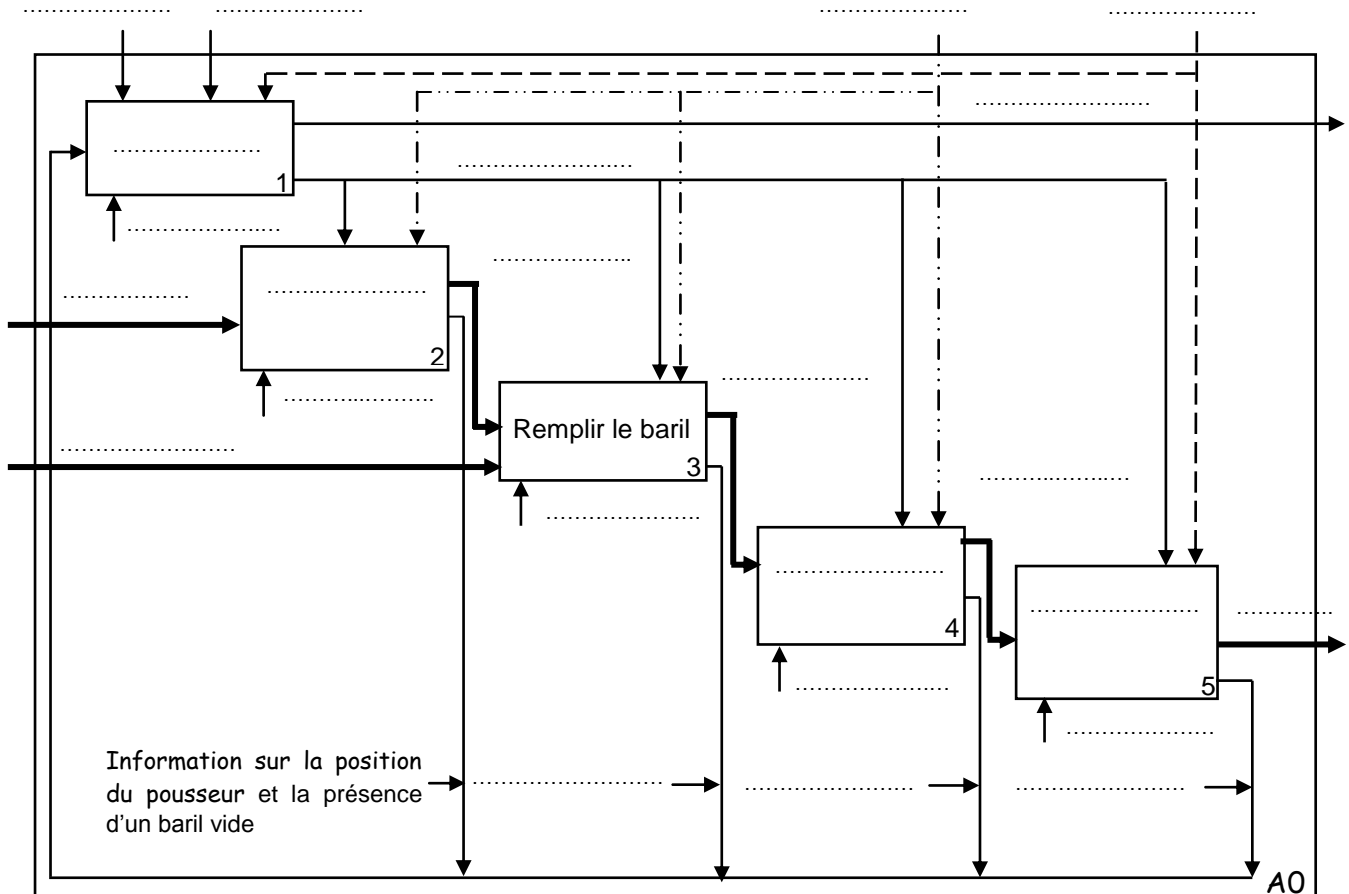 1
2
Remplir le baril
3
4
5
Information sur la position
du pousseur et la présence
d'un baril vide
A0